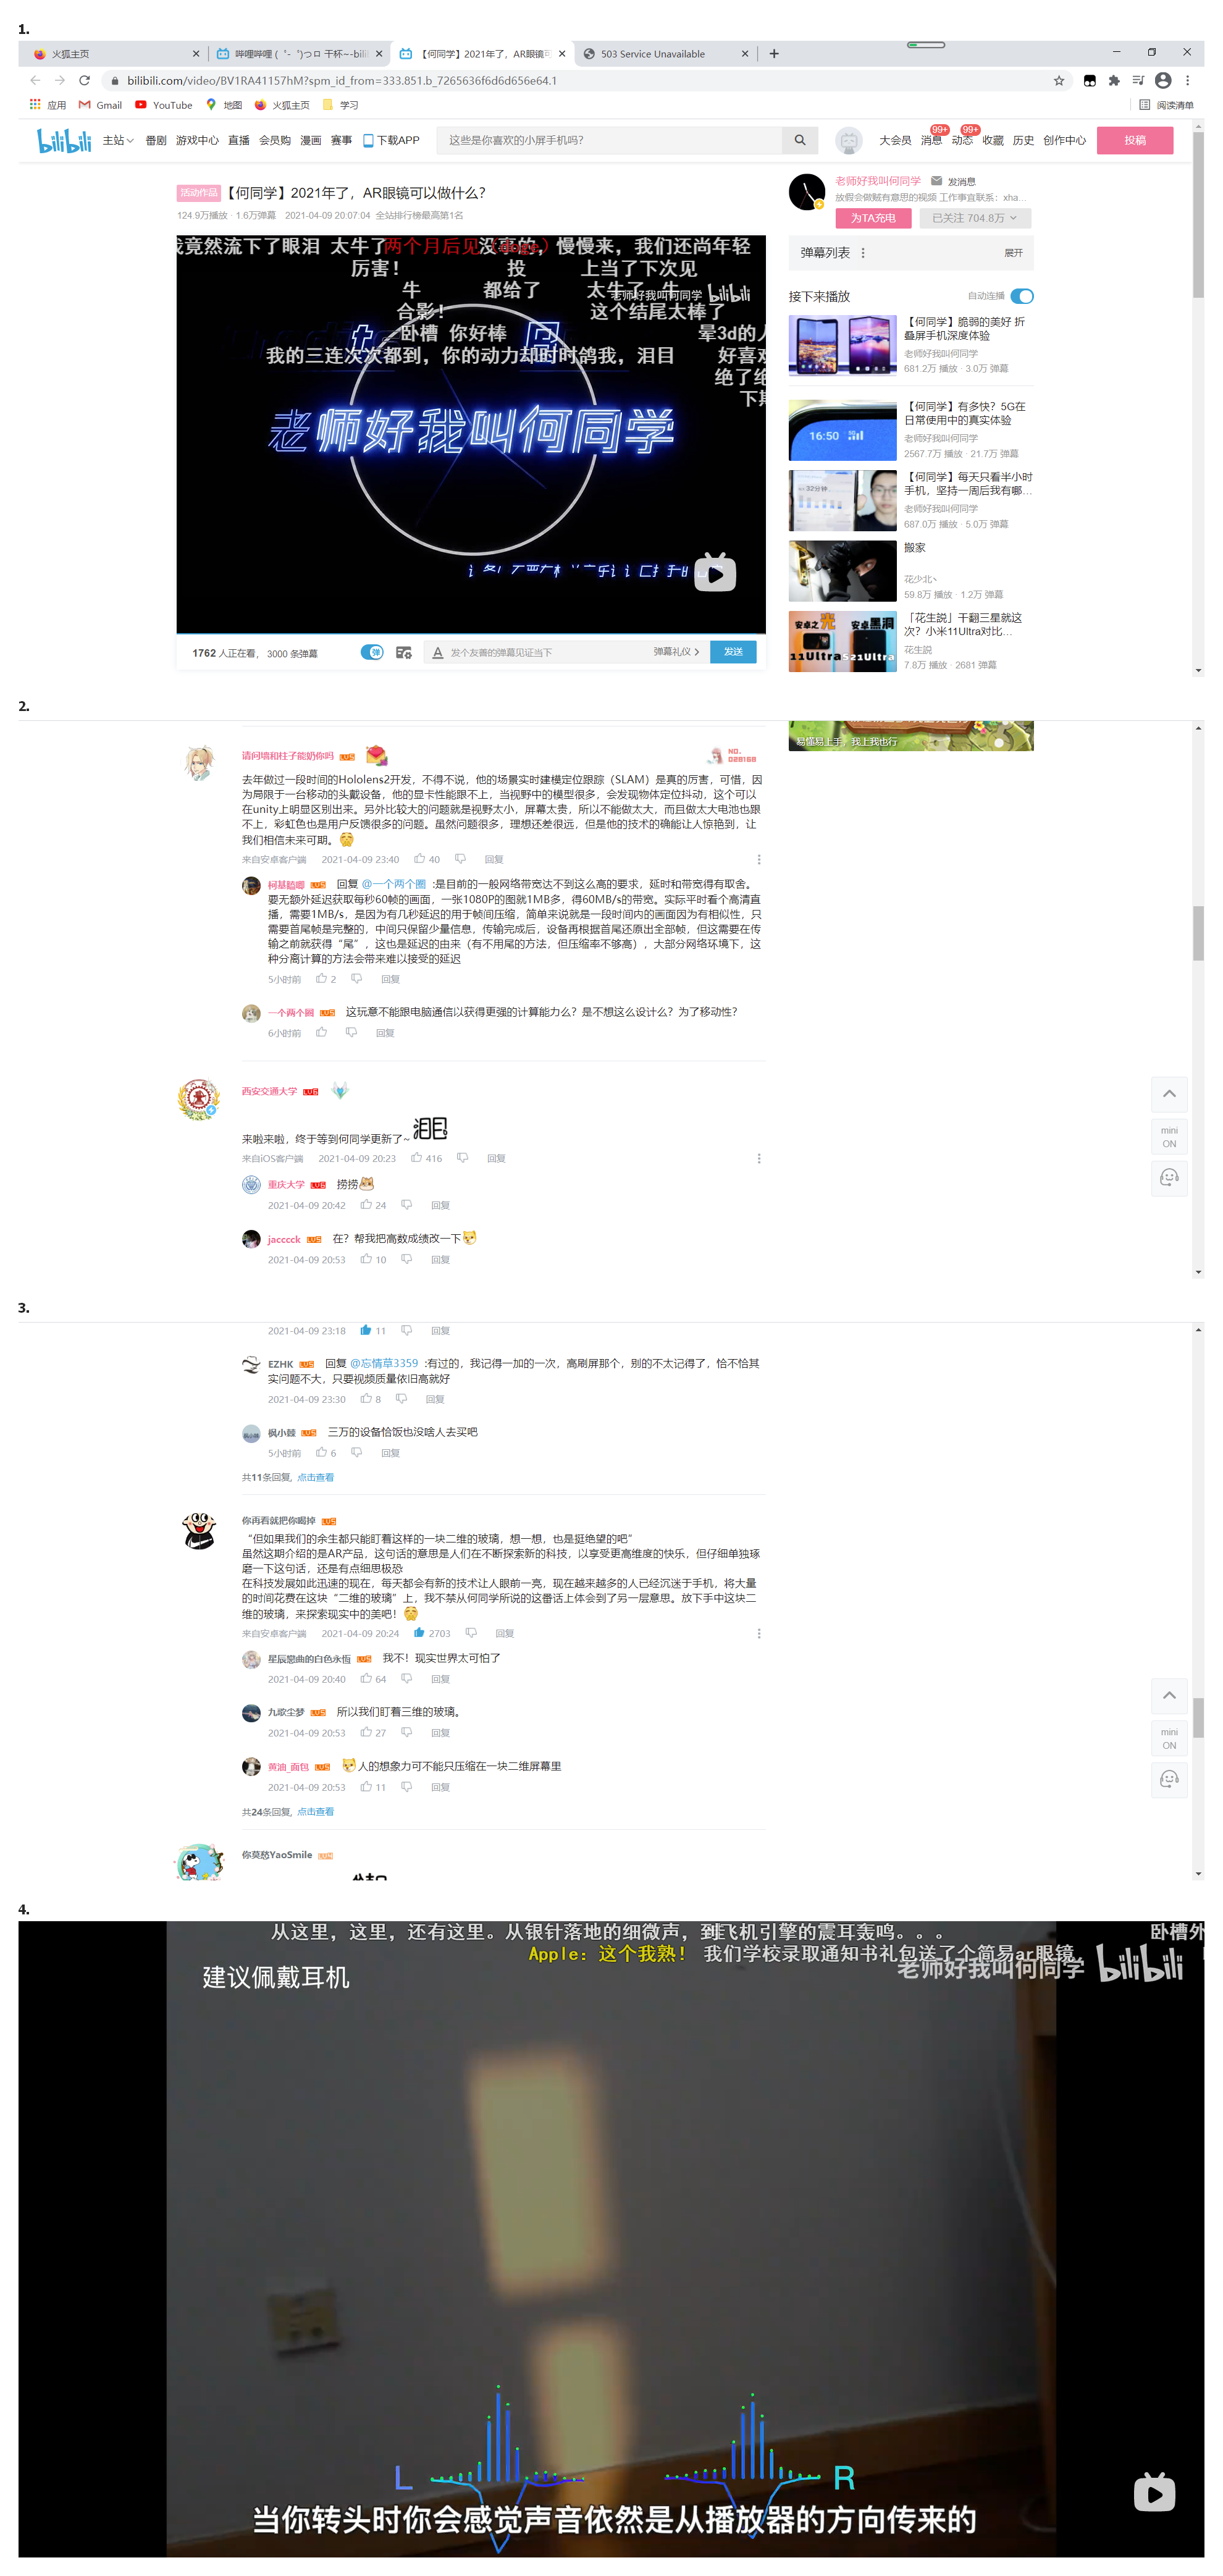 1.
火狐主页
哔哩哔哩 (゜-゜)つロ 干杯~-bili
【何同学】2021年了，AR眼镜可
503 Service Unavailable
bilibili.com/video/BV1RA41157hM?spm_id_from=333.851.b_7265636f6d6d656e64.1
应用 Gmail YouTube 地图 火狐主页 学习 阅读清单
bilibili 主站 番剧 游戏中心 直播 会员购 漫画 赛事 下载APP 这些是你喜欢的小屏手机吗? 大会员 消息 99+ 动态 99+ 收藏 历史 创作中心 投稿
活动作品 【何同学】2021年了，AR眼镜可以做什么？
124.9万播放 · 1.6万弹幕 2021-04-09 20:07:04 全站排行榜最高第1名
我竟然流下了眼泪 太牛了 两个月后见（doge） 没事的，慢慢来，我们还尚年轻
厉害！ 投 上当了下次见
牛 都给了 太牛了 牛
老师好我叫何同学 bilibili
合影！ 这个结尾太棒了
卧槽 你好棒 晕3d的人
我的三连次次都到，你的动力却时时鸽我，泪目 好喜欢
绝了绝
下期
老师好我叫何同学
1762 人正在看， 3000 条弹幕 弹 发个友善的弹幕见证当下 弹幕礼仪 发送
老师好我叫何同学 发消息
放假会做贼有意思的视频 工作事宜联系：xha...
为TA充电 已关注 704.8万
弹幕列表 展开
接下来播放 自动连播
【何同学】脆弱的美好 折
叠屏手机深度体验
老师好我叫何同学
681.2万 播放 · 3.0万 弹幕
16:50
【何同学】有多快？5G在
日常使用中的真实体验
老师好我叫何同学
2567.7万 播放 · 21.7万 弹幕
32分钟
【何同学】每天只看半小时
手机，坚持一周后我有哪...
老师好我叫何同学
687.0万 播放 · 5.0万 弹幕
搬家
花少北丶
59.8万 播放 · 1.2万 弹幕
安卓之光 安卓黑洞
11Ultra S21Ultra
「花生説」干翻三星就这
次？小米11Ultra对比...
花生説
7.8万 播放 · 2681 弹幕
2.
易懂易上手，我上我也行
请问墙和柱子能奶你吗 LV5 NO. 028168
去年做过一段时间的Hololens2开发，不得不说，他的场景实时建模定位跟踪（SLAM）是真的厉害，可惜，因
为局限于一台移动的头戴设备，他的显卡性能跟不上，当视野中的模型很多，会发现物体定位抖动，这个可以
在unity上明显区别出来。另外比较大的问题就是视野太小，屏幕太贵，所以不能做太大，而且做太大电池也跟
不上，彩虹色也是用户反馈很多的问题。虽然问题很多，理想还差很远，但是他的技术的确能让人惊艳到，让
我们相信未来可期。
来自安卓客户端 2021-04-09 23:40 40 回复
柯基瞌唧 LV5 回复 @一个两个圈 :是目前的一般网络带宽达不到这么高的要求，延时和带宽得有取舍。
要无额外延迟获取每秒60帧的画面，一张1080P的图就1MB多，得60MB/s的带宽。实际平时看个高清直
播，需要1MB/s，是因为有几秒延迟的用于帧间压缩，简单来说就是一段时间内的画面因为有相似性，只
需要首尾帧是完整的，中间只保留少量信息，传输完成后，设备再根据首尾还原出全部帧，但这需要在传
输之前就获得“尾”，这也是延迟的由来（有不用尾的方法，但压缩率不够高），大部分网络环境下，这
种分离计算的方法会带来难以接受的延迟
5小时前 2 回复
一个两个圈 LV5 这玩意不能跟电脑通信以获得更强的计算能力么？是不想这么设计么？为了移动性？
6小时前 回复
西安交通大学 LV6
来啦来啦，终于等到何同学更新了~ 泪目
来自iOS客户端 2021-04-09 20:23 416 回复
重庆大学 LV6 捞捞
2021-04-09 20:42 24 回复
jacccck LV5 在？帮我把高数成绩改一下
2021-04-09 20:53 10 回复
mini
ON
3.
2021-04-09 23:18 11 回复
EZHK LV5 回复 @忘情草3359 :有过的，我记得一加的一次，高刷屏那个，别的不太记得了，恰不恰其
实问题不大，只要视频质量依旧高就好
2021-04-09 23:30 8 回复
枫小棘 LV5 三万的设备恰饭也没啥人去买吧
5小时前 6 回复
共11条回复, 点击查看
你再看就把你喝掉 LV5
“但如果我们的余生都只能盯着这样的一块二维的玻璃，想一想，也是挺绝望的吧”
虽然这期介绍的是AR产品，这句话的意思是人们在不断探索新的科技，以享受更高维度的快乐，但仔细单独琢
磨一下这句话，还是有点细思极恐
在科技发展如此迅速的现在，每天都会有新的技术让人眼前一亮，现在越来越多的人已经沉迷于手机，将大量
的时间花费在这块“二维的玻璃”上，我不禁从何同学所说的这番话上体会到了另一层意思。放下手中这块二
维的玻璃，来探索现实中的美吧！
来自安卓客户端 2021-04-09 20:24 2703 回复
星辰戀曲的白色永恆 LV5 我不！现实世界太可怕了
2021-04-09 20:40 64 回复
九歌尘梦 LV5 所以我们盯着三维的玻璃。
2021-04-09 20:53 27 回复
黄油_面包 LV5 人的想象力可不能只压缩在一块二维屏幕里
2021-04-09 20:53 11 回复
共24条回复, 点击查看
你莫愁YaoSmile
mini
ON
4.
从这里，这里，还有这里。从银针落地的细微声，到飞机引擎的震耳轰鸣。。。 卧槽外
Apple：这个我熟！ 我们学校录取通知书礼包送了个简易ar眼镜
建议佩戴耳机 老师好我叫何同学 bilibili
L R
当你转头时你会感觉声音依然是从播放器的方向传来的